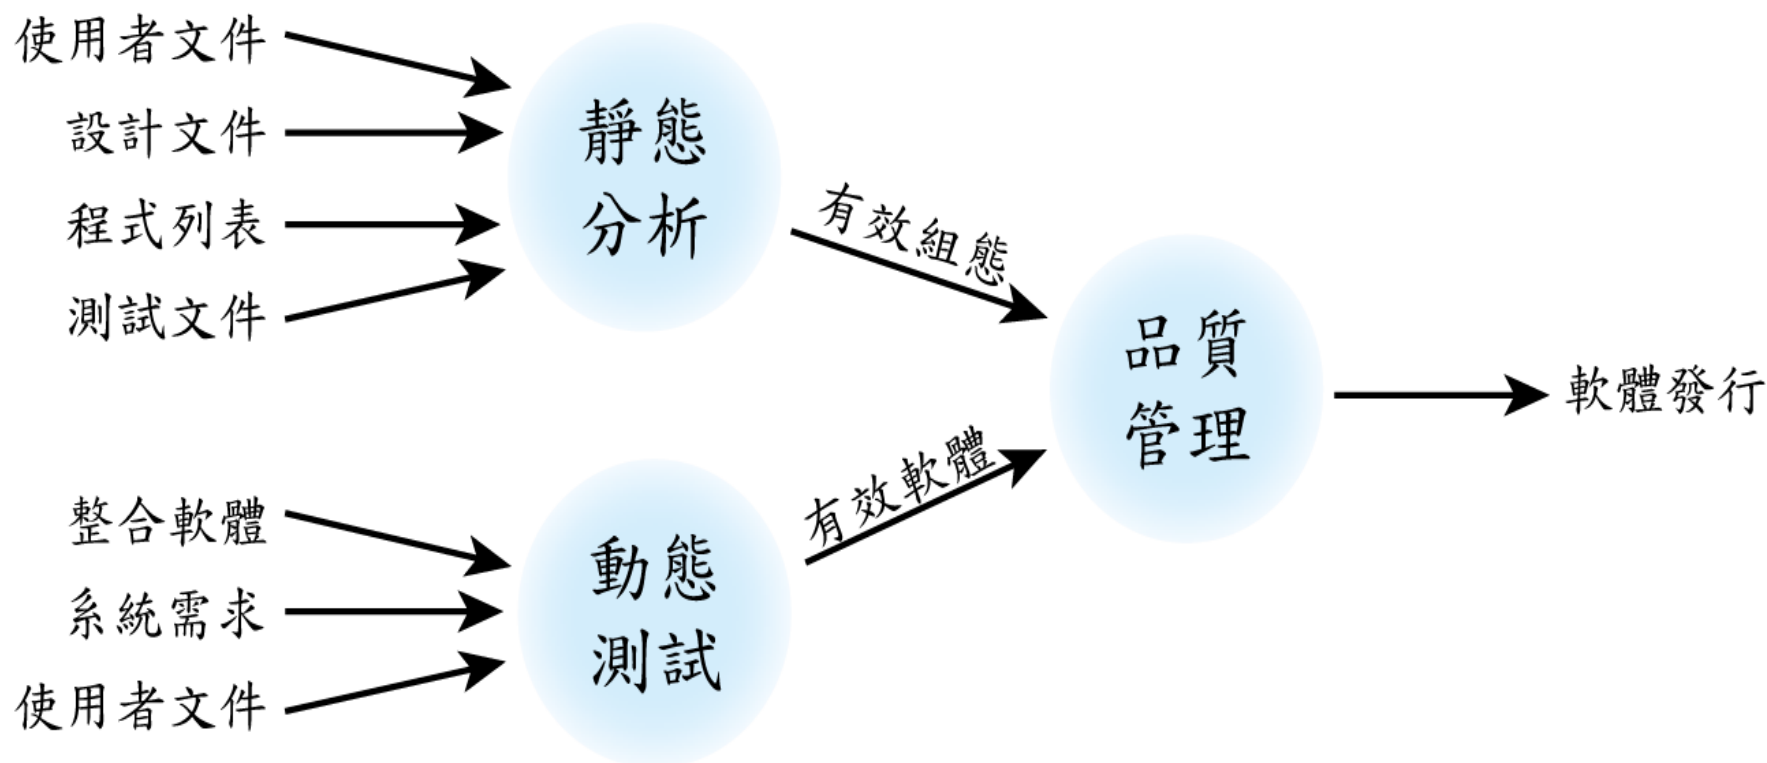 使用者文件
設計文件
程式列表
測試文件
靜態
分析
有效組態
整合軟體
系統需求
使用者文件
動態
測試
有效軟體
品質
管理
軟體發行